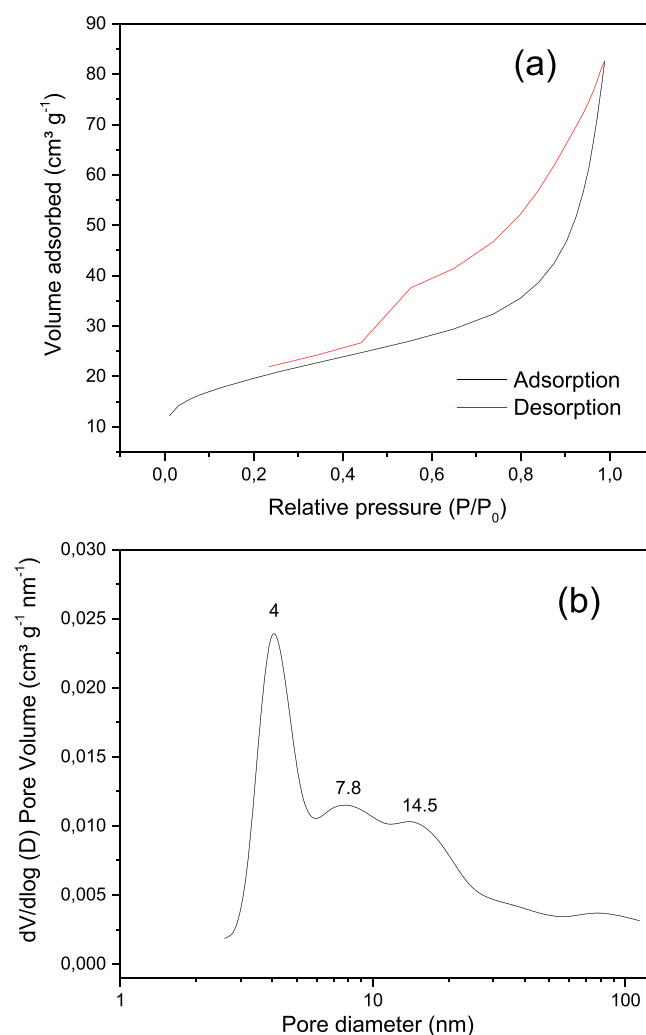 (a)
Volume adsorbed (cm³ g⁻¹)
90
80
70
60
50
40
30
20
10
Adsorption
Desorption
0,0 0,2 0,4 0,6 0,8 1,0
Relative pressure (P/P₀)
(b)
dV/dlog (D) Pore Volume (cm³ g⁻¹ nm⁻¹)
0,030
0,025
0,020
0,015
0,010
0,005
0,000
4
7.8
14.5
1 10 100
Pore diameter (nm)